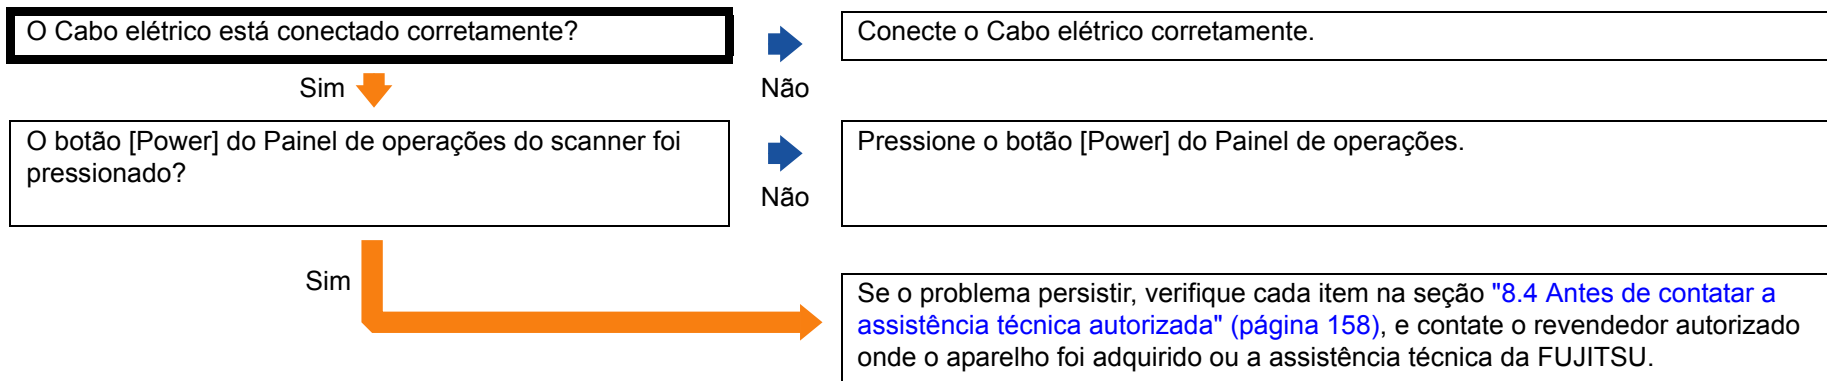 O Cabo elétrico está conectado corretamente?
Conecte o Cabo elétrico corretamente.
Sim
Não
O botão [Power] do Painel de operações do scanner foi
pressionado?
Pressione o botão [Power] do Painel de operações.
Não
Sim
Se o problema persistir, verifique cada item na seção "8.4 Antes de contatar a
assistência técnica autorizada" (página 158), e contate o revendedor autorizado
onde o aparelho foi adquirido ou a assistência técnica da FUJITSU.